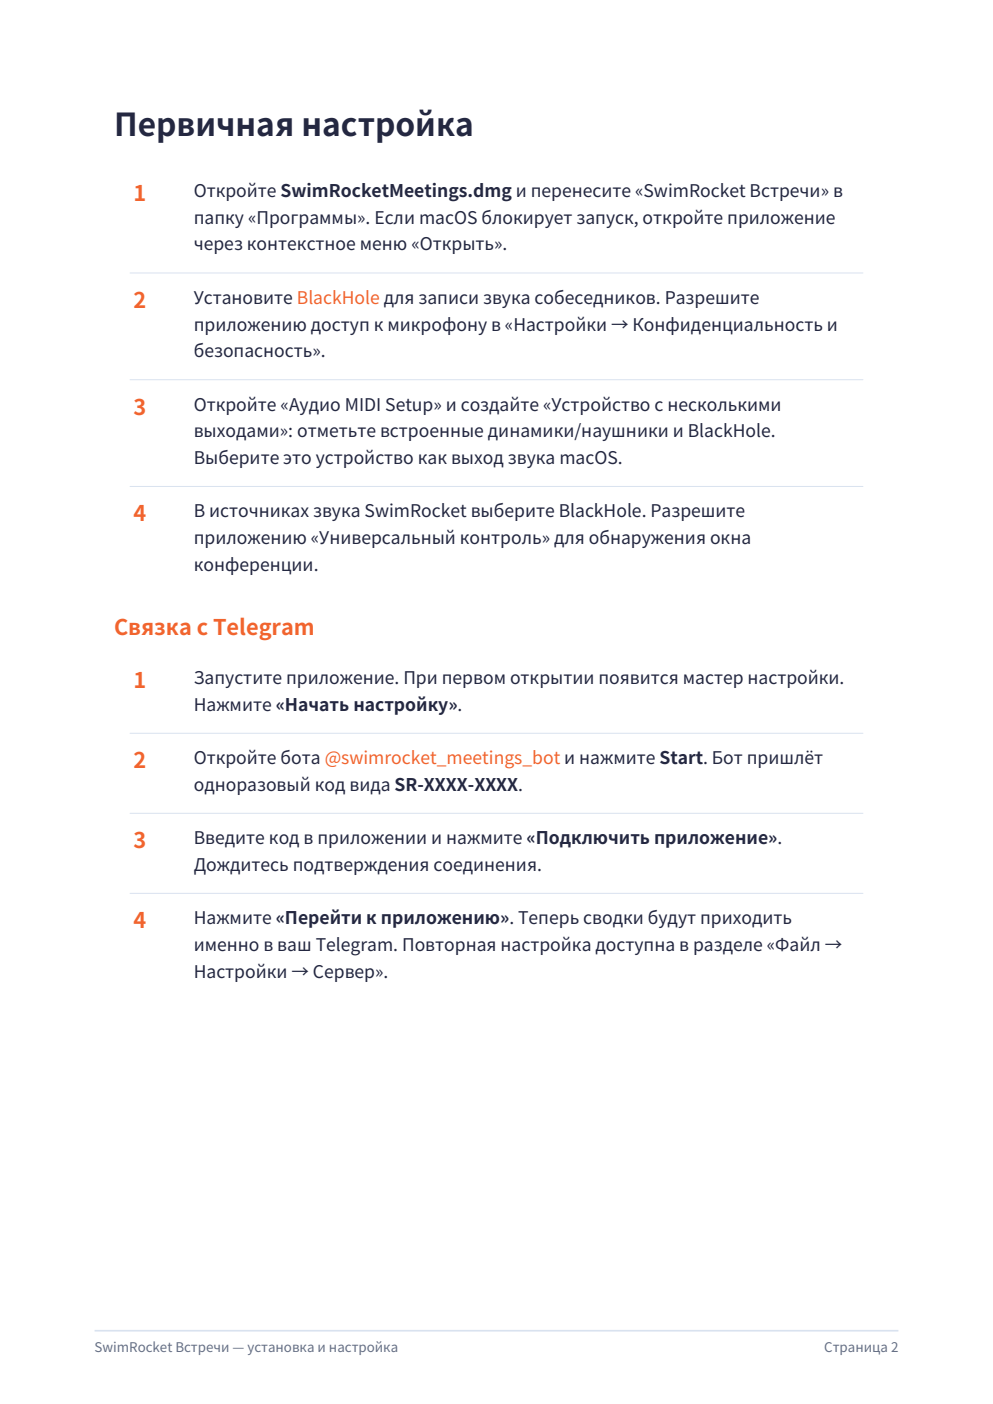 Первичная настройка
1
Откройте SwimRocketMeetings.dmg и перенесите «SwimRocket Встречи» в
папку «Программы». Если macOS блокирует запуск, откройте приложение
через контекстное меню «Открыть».
2
Установите BlackHole для записи звука собеседников. Разрешите
приложению доступ к микрофону в «Настройки → Конфиденциальность и
безопасность».
3
Откройте «Аудио MIDI Setup» и создайте «Устройство с несколькими
выходами»: отметьте встроенные динамики/наушники и BlackHole.
Выберите это устройство как выход звука macOS.
4
В источниках звука SwimRocket выберите BlackHole. Разрешите
приложению «Универсальный контроль» для обнаружения окна
конференции.
Связка с Telegram
1
Запустите приложение. При первом открытии появится мастер настройки.
Нажмите «Начать настройку».
2
Откройте бота @swimrocket_meetings_bot и нажмите Start. Бот пришлёт
одноразовый код вида SR-XXXX-XXXX.
3
Введите код в приложении и нажмите «Подключить приложение».
Дождитесь подтверждения соединения.
4
Нажмите «Перейти к приложению». Теперь сводки будут приходить
именно в ваш Telegram. Повторная настройка доступна в разделе «Файл →
Настройки → Сервер».
SwimRocket Встречи — установка и настройка
Страница 2